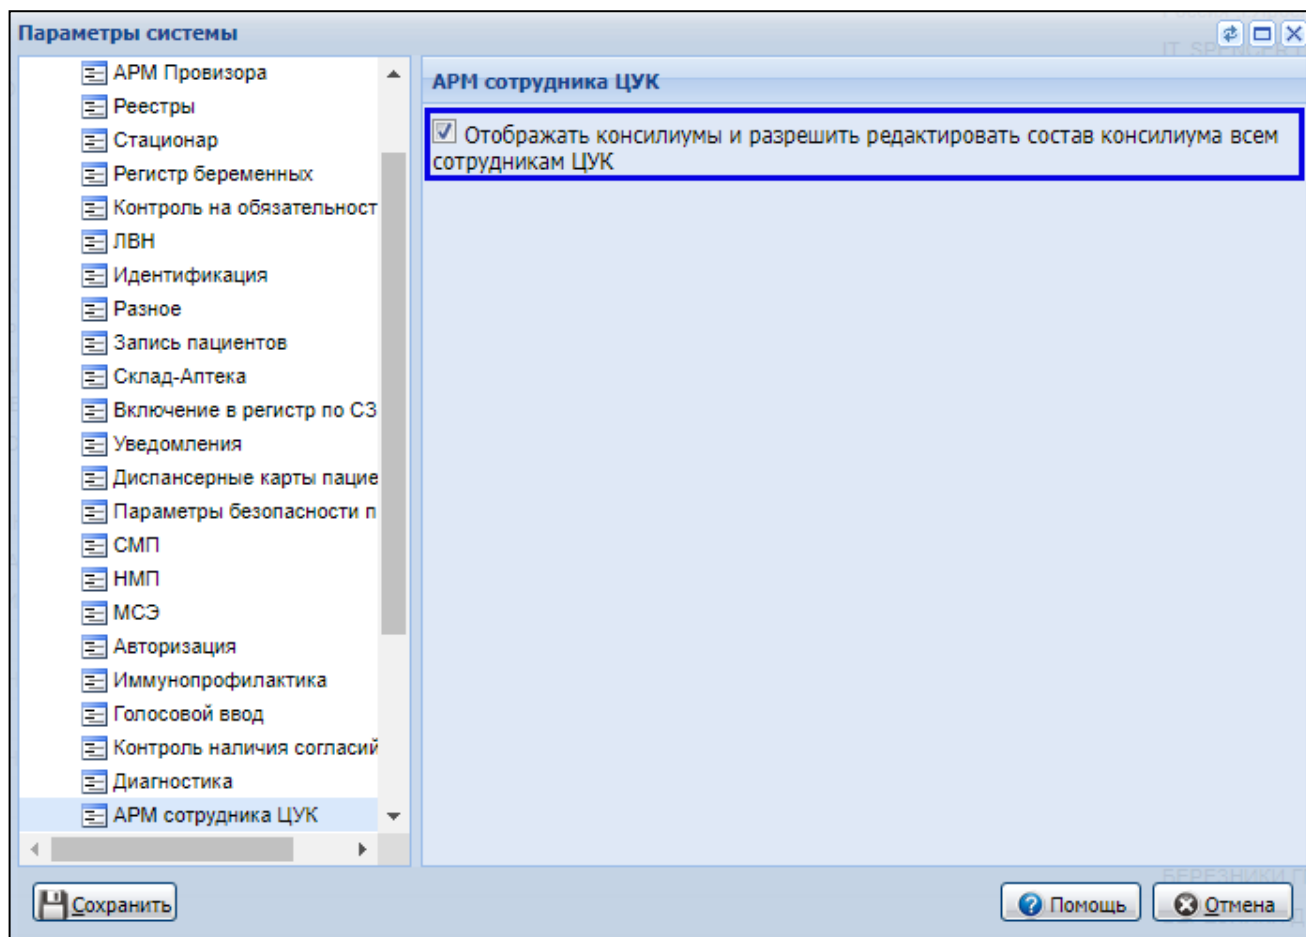 Параметры системы
АРМ Провизора
Реестры
Стационар
Регистр беременных
Контроль на обязательност
ЛВН
Идентификация
Разное
Запись пациентов
Склад-Аптека
Включение в регистр по СЗ
Уведомления
Диспансерные карты пацие
Параметры безопасности п
СМП
НМП
МСЭ
Авторизация
Иммунопрофилактика
Голосовой ввод
Контроль наличия согласий
Диагностика
АРМ сотрудника ЦУК
АРМ сотрудника ЦУК
Отображать консилиумы и разрешить редактировать состав консилиума всем
сотрудникам ЦУК
Сохранить
Помощь
Отмена